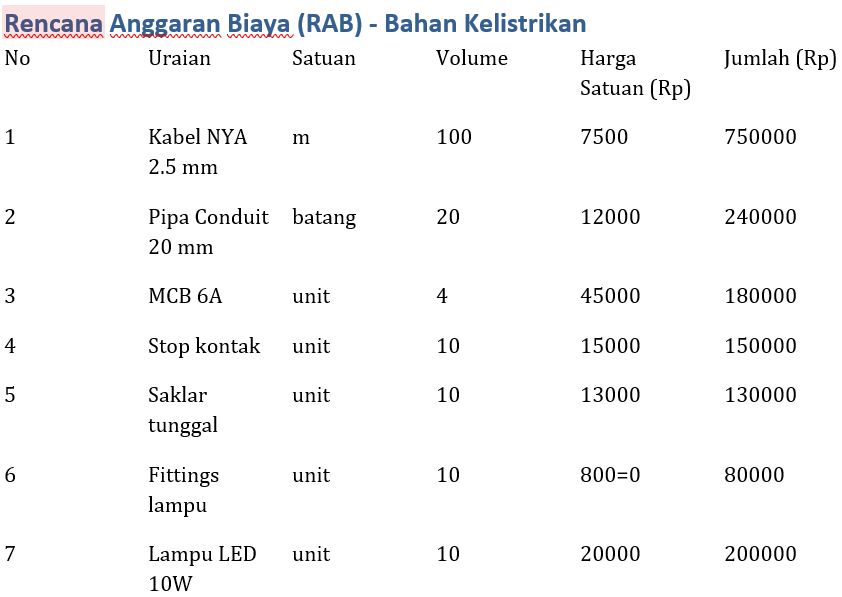 Rencana Anggaran Biaya (RAB) - Bahan Kelistrikan
No Uraian Satuan Volume Harga Jumlah (Rp)
Satuan (Rp)
1 Kabel NYA m 100 7500 750000
2.5 mm
2 Pipa Conduit batang 20 12000 240000
20 mm
3 MCB 6A unit 4 45000 180000
4 Stop kontak unit 10 15000 150000
5 Saklar unit 10 13000 130000
tunggal
6 Fittings unit 10 800=0 80000
lampu
7 Lampu LED unit 10 20000 200000
10W